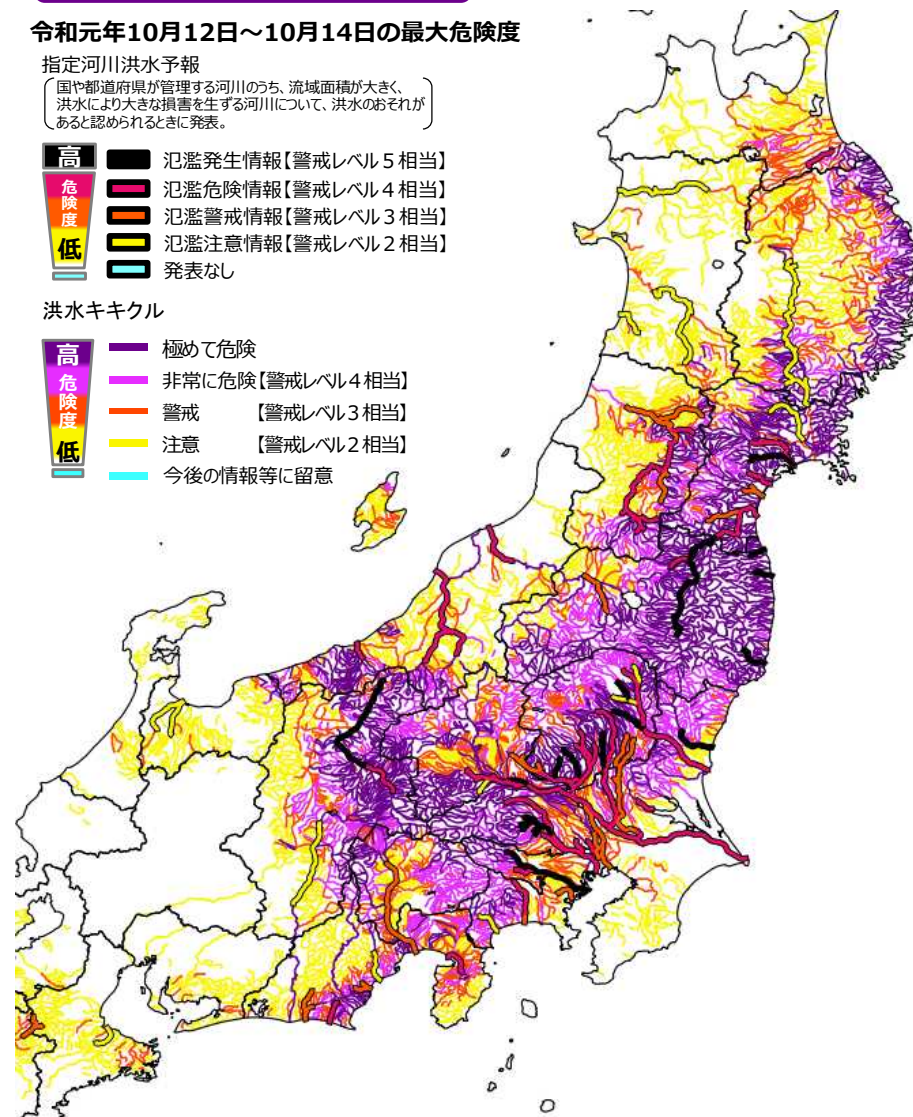 令和元年10月12日～10月14日の最大危険度
指定河川洪水予報
国や都道府県が管理する河川のうち、流域面積が大きく、
洪水により大きな損害を生ずる河川について、洪水のおそれが
あると認められるときに発表。
高
危険度
低
氾濫発生情報【警戒レベル５相当】
氾濫危険情報【警戒レベル４相当】
氾濫警戒情報【警戒レベル３相当】
氾濫注意情報【警戒レベル２相当】
発表なし
洪水キキクル
高
危険度
低
極めて危険
非常に危険【警戒レベル４相当】
警戒　　　【警戒レベル３相当】
注意　　　【警戒レベル２相当】
今後の情報等に留意